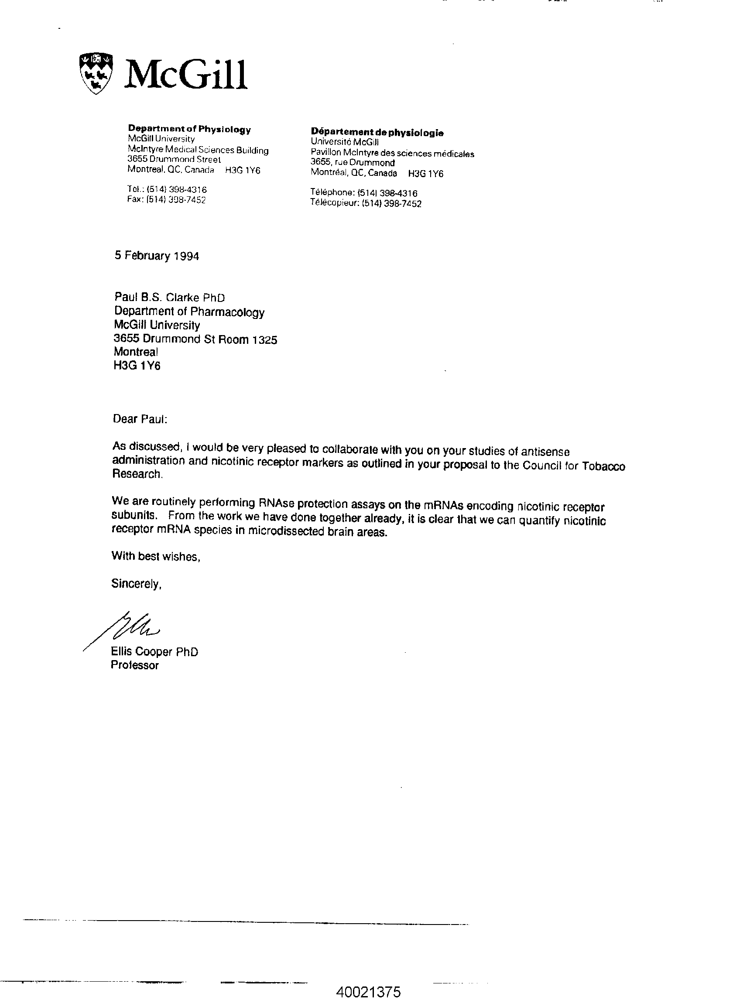 McGill
Department of Physiology
McGill University
McIntyre Medical Sciences Building
3655 Drummond Street
Montreal, QC, Canada H3G 1Y6
Tel.: (514) 398-4316
Fax: (514) 398-7452
Département de physiologie
Université McGill
Pavillon McIntyre des sciences médicales
3655, rue Drummond
Montréal, QC, Canada H3G 1Y6
Téléphone: (514) 398-4316
Télécopieur: (514) 398-7452
5 February 1994
Paul B.S. Clarke PhD
Department of Pharmacology
McGill University
3655 Drummond St Room 1325
Montreal
H3G 1Y6
Dear Paul:
As discussed, I would be very pleased to collaborate with you on your studies of antisense
administration and nicotinic receptor markers as outlined in your proposal to the Council for Tobacco
Research.
We are routinely performing RNAse protection assays on the mRNAs encoding nicotinic receptor
subunits. From the work we have done together already, it is clear that we can quantify nicotinic
receptor mRNA species in microdissected brain areas.
With best wishes,
Sincerely,
Ellis Cooper PhD
Professor
40021375